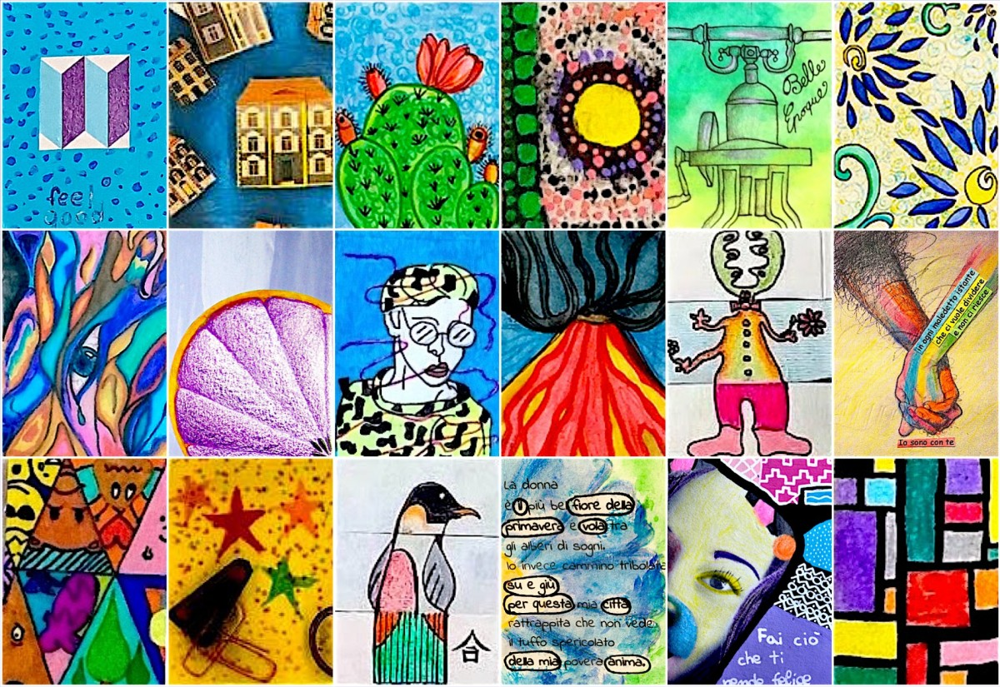 feel
good
Belle
Époque
in ogni maledetto istante
che ci vuole dividere
e non ci riesce
Io sono con te
合
La donna
è il più bel fiore della
primavera e vola tra
gli alberi di sogni.
Io invece cammino tribolata
su e giù
per questa mia città
rattrappita che non vede
il tuffo spericolato
della mia povera anima.
Fai ciò
che ti
rende felice